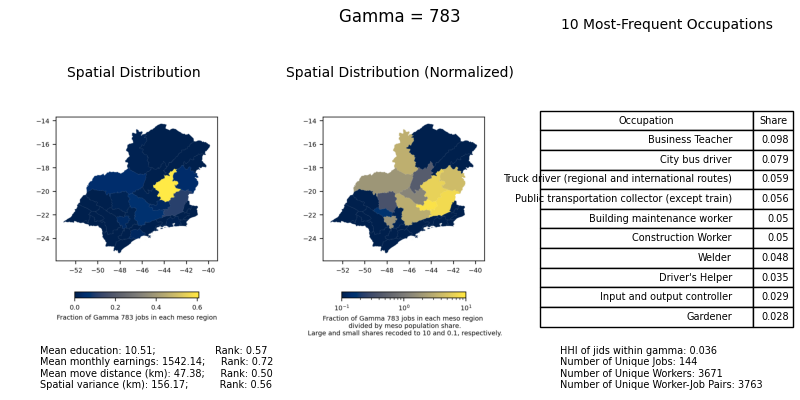 Gamma = 783
10 Most-Frequent Occupations
Spatial Distribution
Spatial Distribution (Normalized)
−14
−16
−18
−20
−22
−24
−52 −50 −48 −46 −44 −42 −40
0.0 0.2 0.4 0.6
Fraction of Gamma 783 jobs in each meso region
−14
−16
−18
−20
−22
−24
−52 −50 −48 −46 −44 −42 −40
10⁻¹ 10⁰ 10¹
Fraction of Gamma 783 jobs in each meso region
divided by meso population share.
Large and small shares recoded to 10 and 0.1, respectively.
Occupation Share
Business Teacher 0.098
City bus driver 0.079
Truck driver (regional and international routes) 0.059
Public transportation collector (except train) 0.056
Building maintenance worker 0.05
Construction Worker 0.05
Welder 0.048
Driver's Helper 0.035
Input and output controller 0.029
Gardener 0.028
Mean education: 10.51; Rank: 0.57
Mean monthly earnings: 1542.14; Rank: 0.72
Mean move distance (km): 47.38; Rank: 0.50
Spatial variance (km): 156.17; Rank: 0.56
HHI of jids within gamma: 0.036
Number of Unique Jobs: 144
Number of Unique Workers: 3671
Number of Unique Worker-Job Pairs: 3763